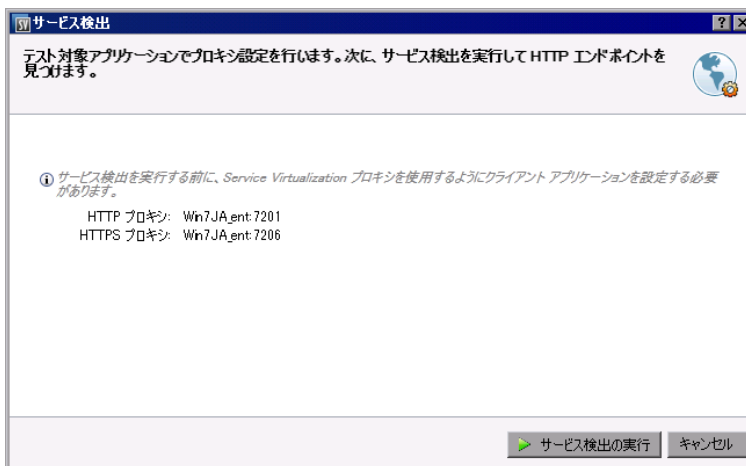 SV サービス検出
テスト対象アプリケーションでプロキシ設定を行います。次に、サービス検出を実行して HTTP エンドポイントを
見つけます。
サービス検出を実行する前に、Service Virtualization プロキシを使用するようにクライアント アプリケーションを設定する必要
があります。
HTTP プロキシ: Win7JA_ent:7201
HTTPS プロキシ: Win7JA_ent:7206
サービス検出の実行 キャンセル